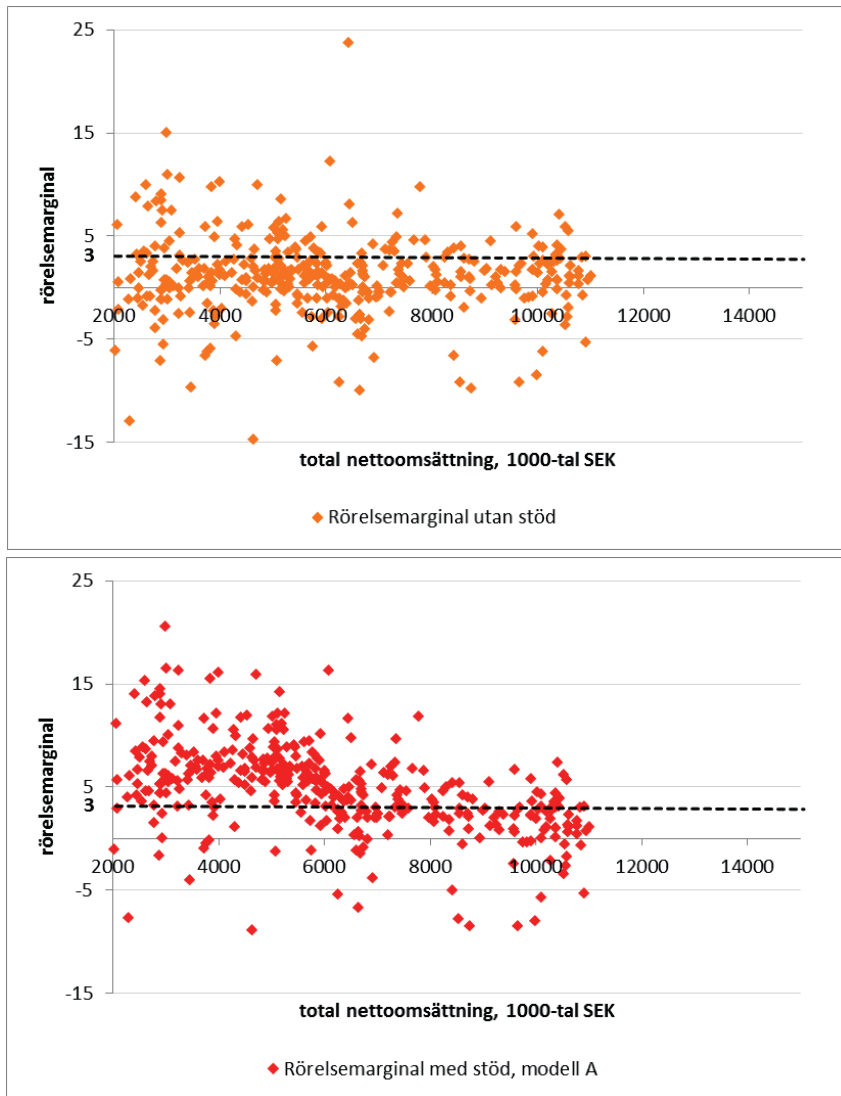 25
15
5
3
-5
-15
rörelsemarginal
2000 4000 6000 8000 10000 12000 14000
total nettoomsättning, 1000-tal SEK
Rörelsemarginal utan stöd
25
15
5
3
-5
-15
rörelsemarginal
2000 4000 6000 8000 10000 12000 14000
total nettoomsättning, 1000-tal SEK
Rörelsemarginal med stöd, modell A